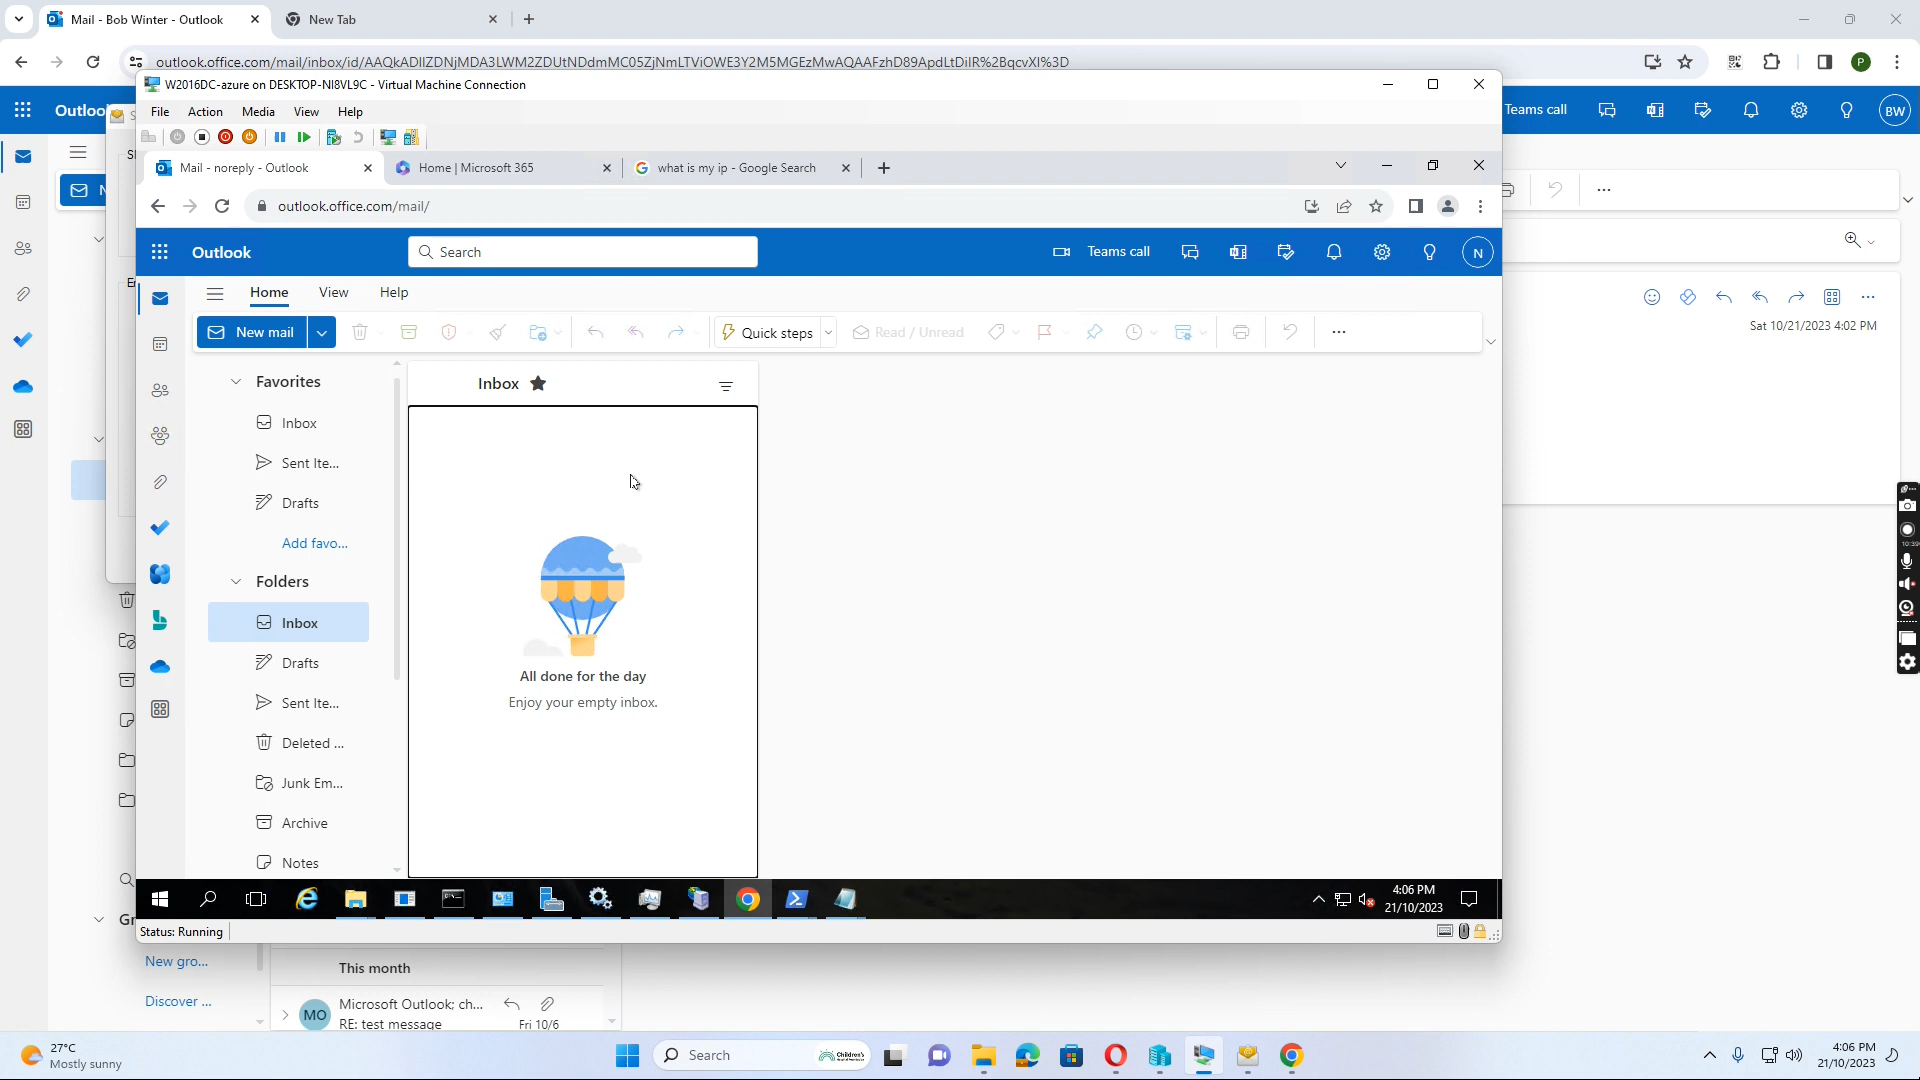 Mail - Bob Winter - Outlook
New Tab
outlook.office.com/mail/inbox/id/AAQkADIlZDNjMDA3LWM2ZDUtNDdmMC05ZjNmLTViOWE3Y2M5MGEzMwAQAAFzhD89ApdLtDiIR%2BqcvXI%3D
P
W2016DC-azure on DESKTOP-NI8VL9C - Virtual Machine Connection
Outloo
Teams call
BW
File Action Media View Help
Mail - noreply - Outlook
Home | Microsoft 365
what is my ip - Google Search
outlook.office.com/mail/
Outlook
Search
Teams call
N
Home View Help
New mail
Quick steps
Read / Unread
Sat 10/21/2023 4:02 PM
Favorites
Inbox
Sent Ite...
Drafts
Add favo...
Folders
Inbox
Drafts
Sent Ite...
Deleted ...
Junk Em...
Archive
Notes
Inbox
All done for the day
Enjoy your empty inbox.
4:06 PM
21/10/2023
Status: Running
Gr
New gro...
Discover ...
This month
MO
Microsoft Outlook; ch...
RE: test message
Fri 10/6
27°C
Mostly sunny
Search
Children's
4:06 PM
21/10/2023